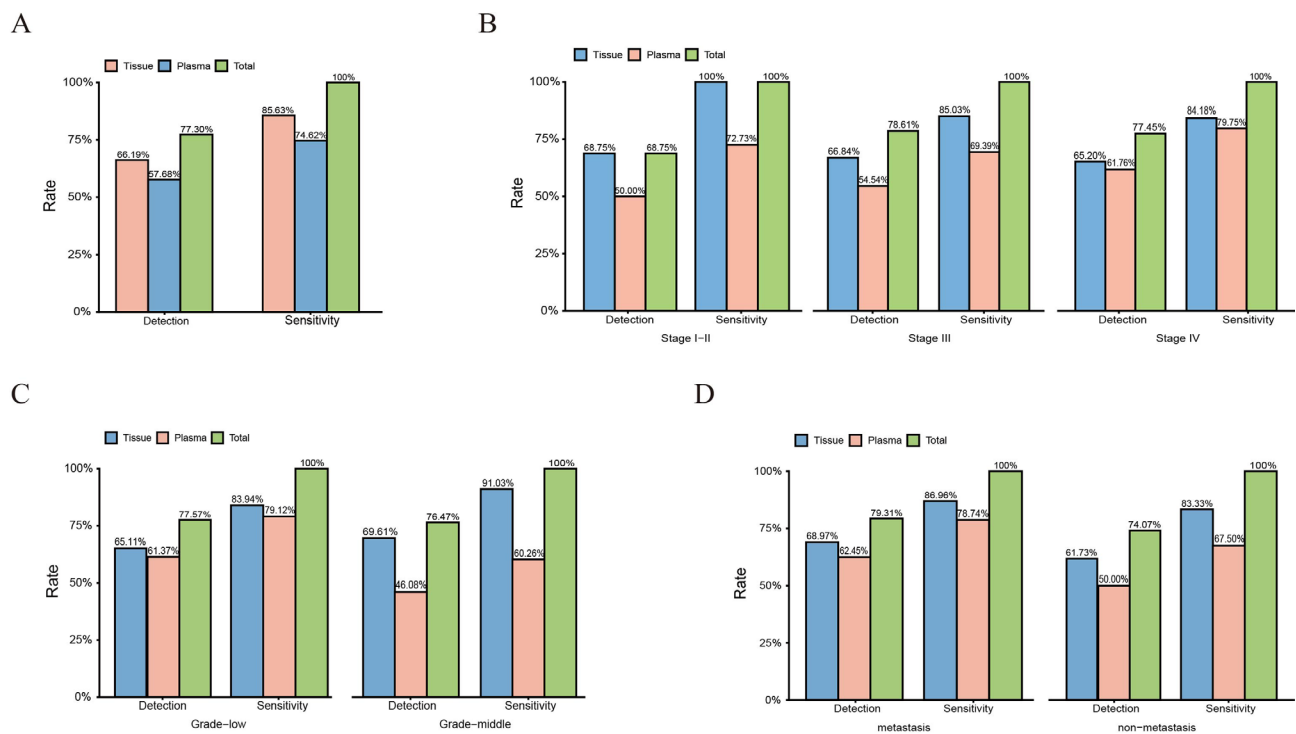 A
Tissue Plasma Total
100%
75%
50%
25%
0%
Rate
66.19%
57.68%
77.30%
85.63%
74.62%
100%
Detection
Sensitivity
B
Tissue Plasma Total
100%
75%
50%
25%
0%
Rate
68.75%
50.00%
68.75%
100%
72.73%
100%
Detection
Sensitivity
Stage I−II
66.84%
54.54%
78.61%
85.03%
69.39%
100%
Detection
Sensitivity
Stage III
65.20%
61.76%
77.45%
84.18%
79.75%
100%
Detection
Sensitivity
Stage IV
C
Tissue Plasma Total
100%
75%
50%
25%
0%
Rate
65.11%
61.37%
77.57%
83.94%
79.12%
100%
Detection
Sensitivity
Grade−low
69.61%
46.08%
76.47%
91.03%
60.26%
100%
Detection
Sensitivity
Grade−middle
D
Tissue Plasma Total
100%
75%
50%
25%
0%
Rate
68.97%
62.45%
79.31%
86.96%
78.74%
100%
Detection
Sensitivity
metastasis
61.73%
50.00%
74.07%
83.33%
67.50%
100%
Detection
Sensitivity
non−metastasis